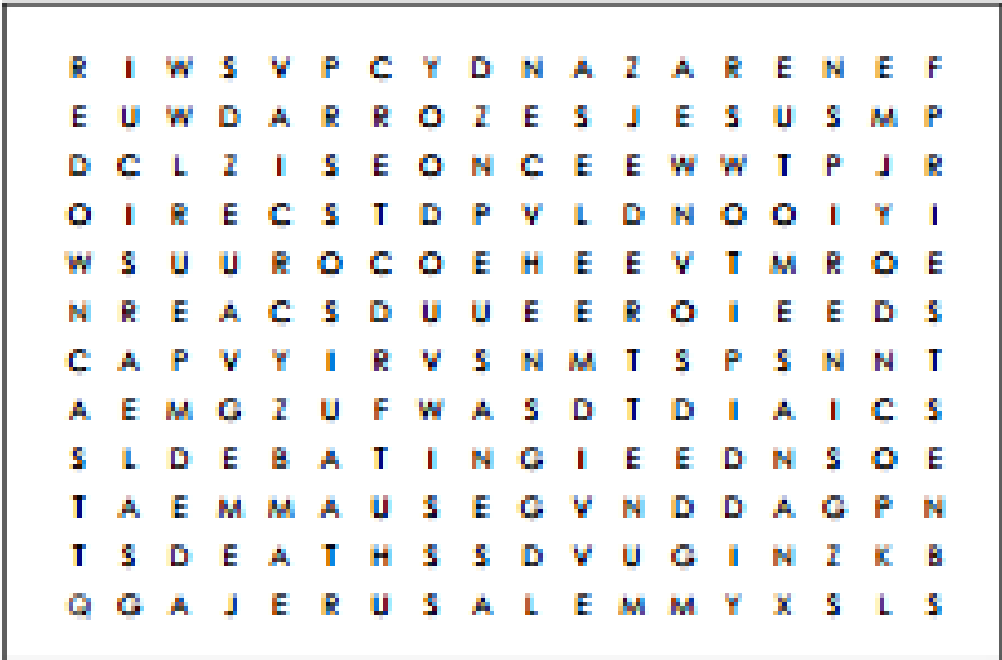 R I W S V P C Y D N A Z A R E N E F
E U W D A R R O Z E S J E S U S M P
D C L Z I S E O N C E E W W T P J R
O I R E C S T D P V L D N O O I Y I
W S U U R O C O E H E E V T M R O E
N R E A C S D U U E E R O I E E D S
C A P V Y I R V S N M T S P S N N T
A E M G Z U F W A S D T D I A I C S
S L D E B A T I N G I E E D N S O E
T A E M M A U S E G V N D D A G P N
T S D E A T H S S D V U G I N Z K B
Q G A J E R U S A L E M M Y X S L S